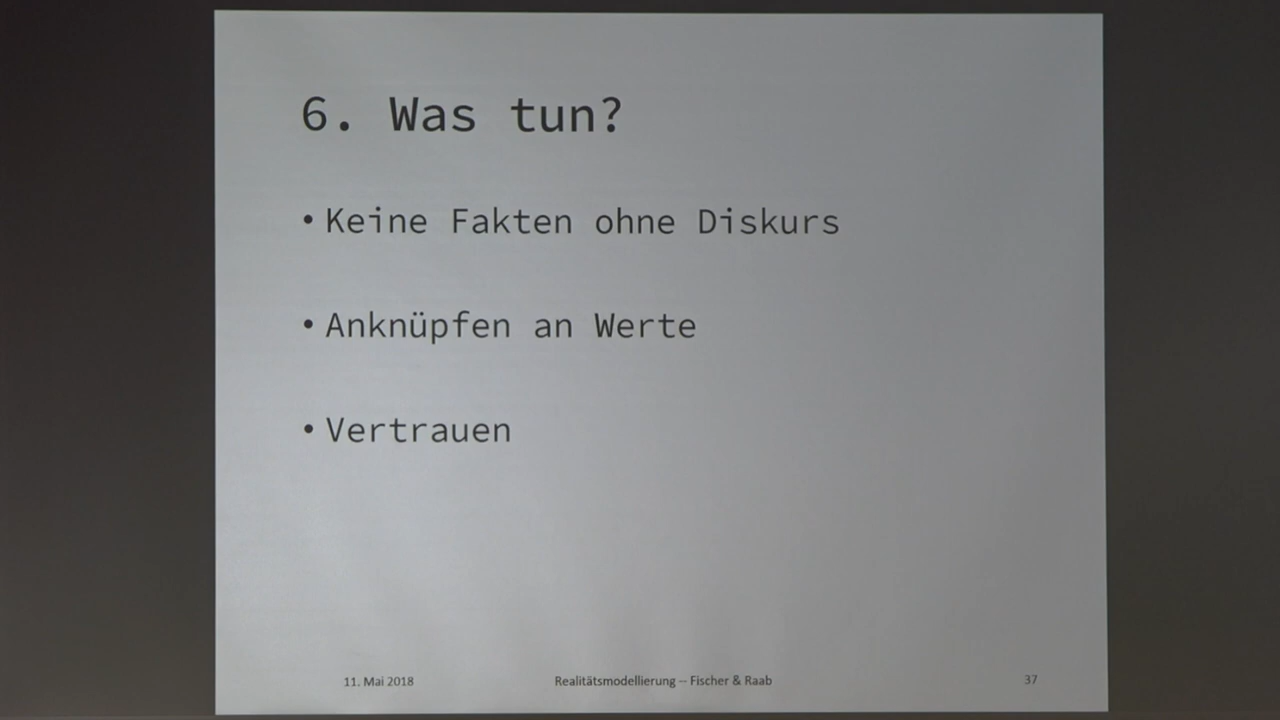 6. Was tun?
• Keine Fakten ohne Diskurs
• Anknüpfen an Werte
• Vertrauen
11. Mai 2018 Realitätsmodellierung – Fischer & Raab 37